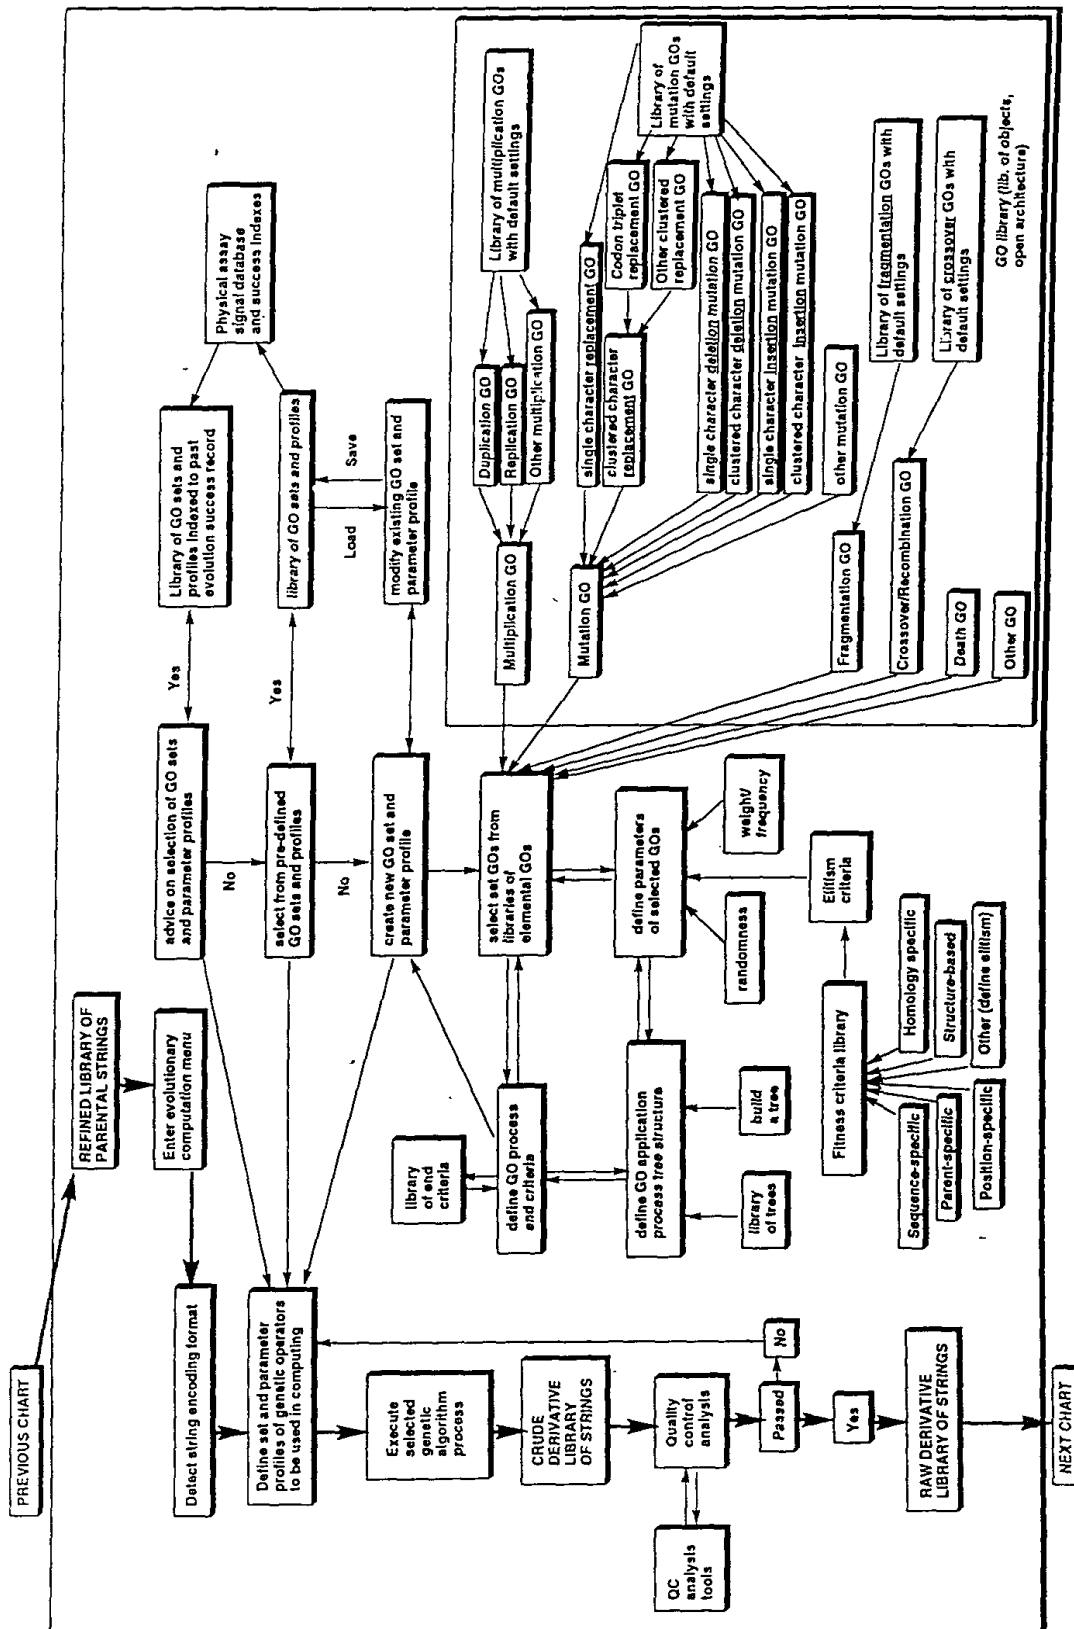 PREVIOUS CHART
REFINED LIBRARY OF
PARENTAL STRINGS
Enter evolutionary
computation menu
Detect string encoding format
Define set and parameter
profiles of genetic operators
to be used in computing
Execute
selected
genetic
algorithm
process
CRUDE
DERIVATIVE
LIBRARY
OF STRINGS
QC
analysis
tools
Quality
control
analysis
Passed
No
Yes
RAW DERIVATIVE
LIBRARY OF STRINGS
NEXT CHART
advice on selection of GO sets
and parameter profiles
Yes
No
Library of GO sets and
profiles indexed to past
evolution success record
Physical assay
signal database
and success indexes
select from pre-defined
GO sets and profiles
Yes
No
library of GO sets and profiles
Load
Save
create new GO set and
parameter profile
modify existing GO set and
parameter profile
library
of end
criteria
define GO process
end criteria
select set GOs from
libraries of
elemental GOs
define GO application
process tree structure
define parameters
of selected GOs
library
of trees
build
a tree
randomness
weight/
frequency
Fitness criteria library
Elitism
criteria
Sequence-specific
Parent-specific
Position-specific
Homology specific
Structure-based
Other (define elitism)
Multiplication GO
Duplication GO
Replication GO
Other multiplication GO
Library of multiplication GOs
with default settings
Mutation GO
single character replacement GO
clustered character
replacement GO
Codon triplet
replacement GO
Other clustered
replacement GO
Library of
mutation GOs
with default
settings
single character deletion mutation GO
clustered character deletion mutation GO
single character insertion mutation GO
clustered character insertion mutation GO
other mutation GO
Fragmentation GO
Library of fragmentation GOs with
default settings
Crossover/Recombination GO
Library of crossover GOs with
default settings
Death GO
Other GO
GO library (lib. of objects,
open architecture)